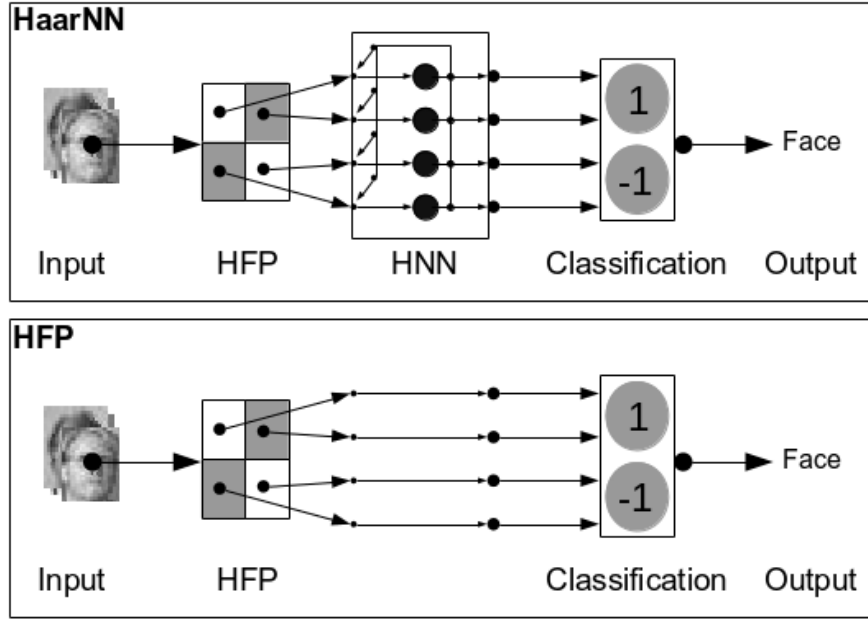 HaarNN
1
-1
Face
Input HFP HNN Classification Output
HFP
1
-1
Face
Input HFP Classification Output